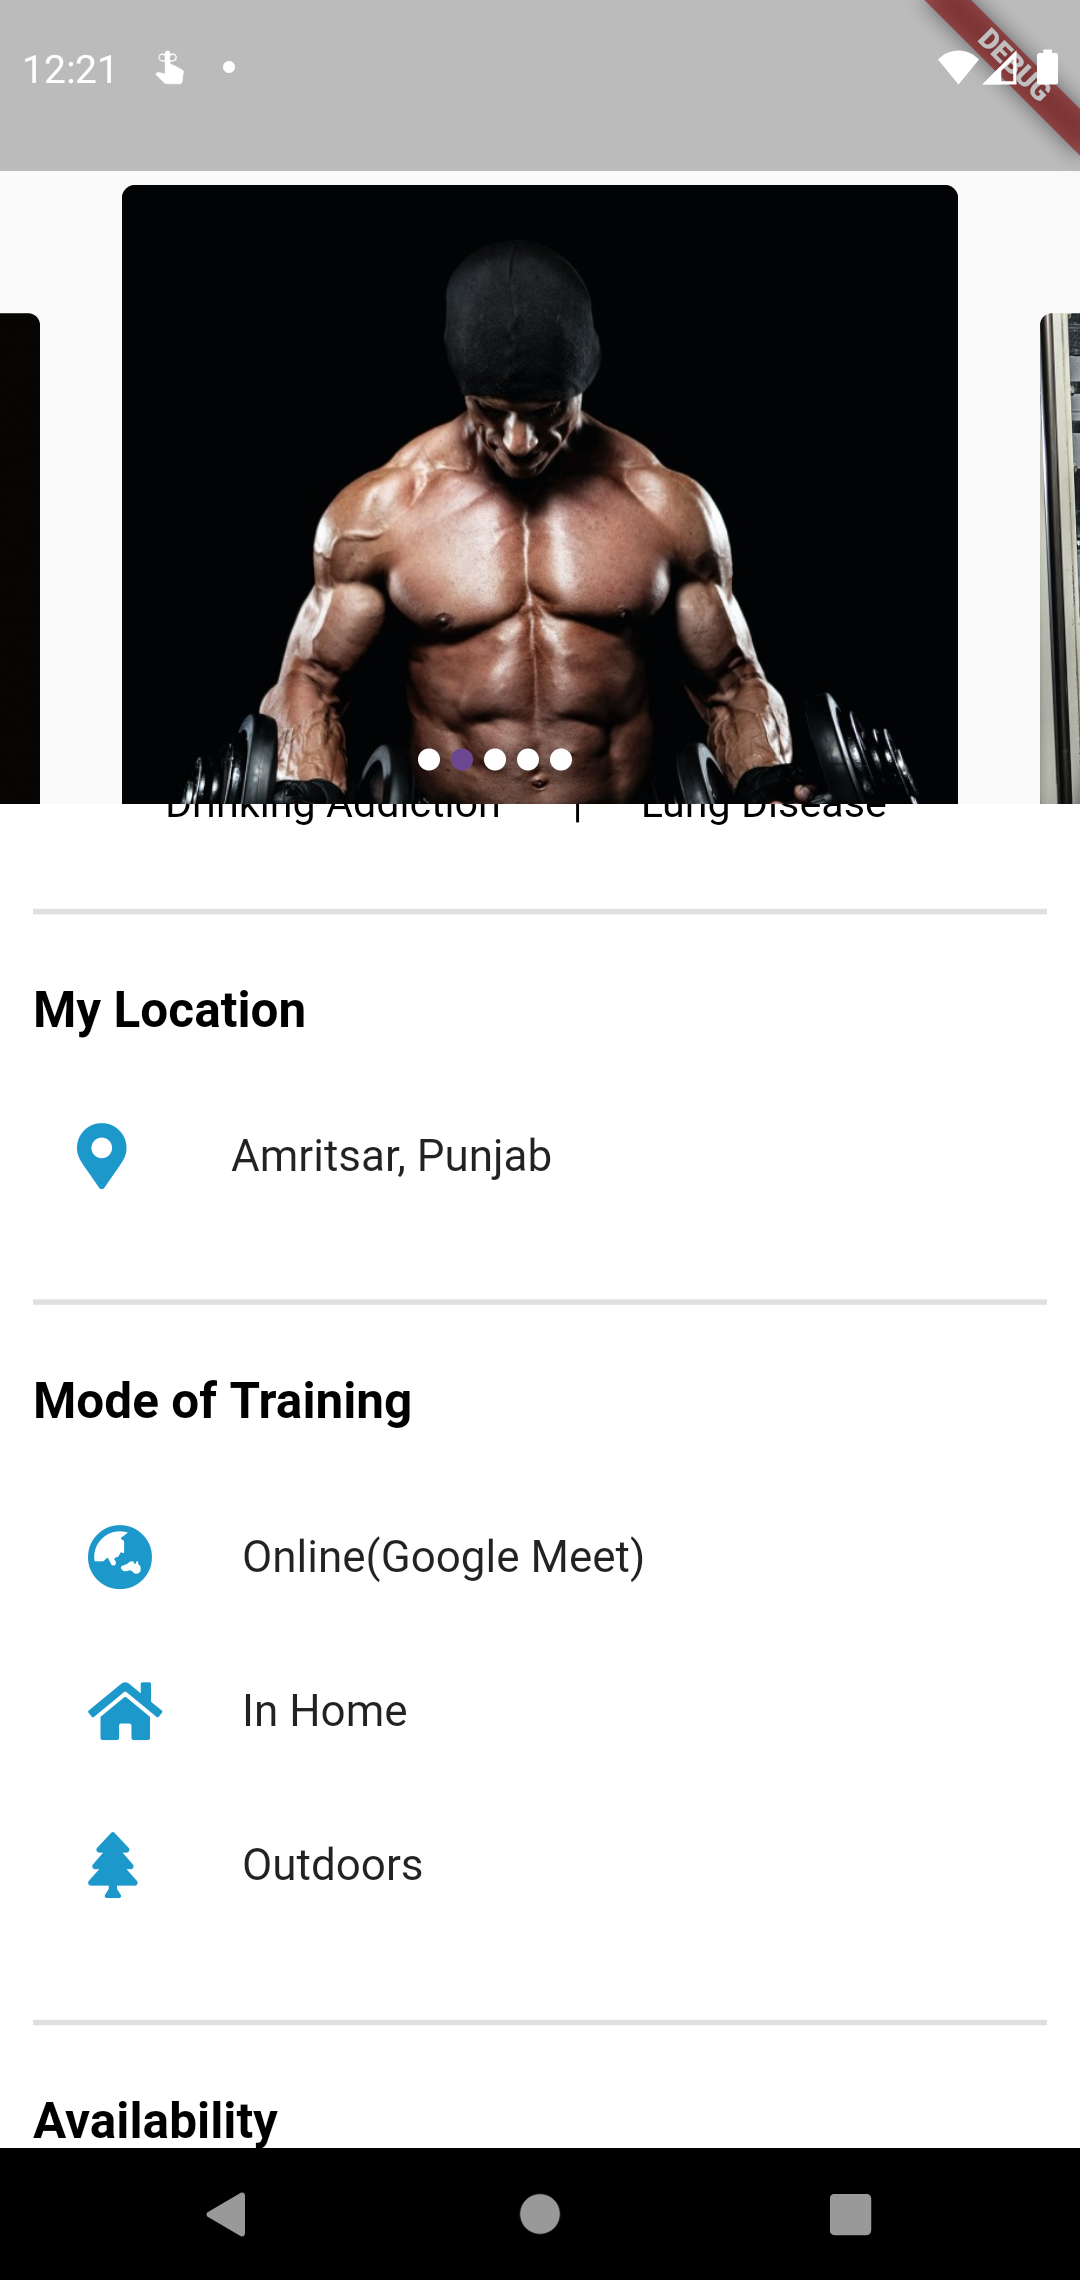 12:21
DEBUG
Drinking Addiction | Lung Disease
My Location
Amritsar, Punjab
Mode of Training
Online(Google Meet)
In Home
Outdoors
Availability